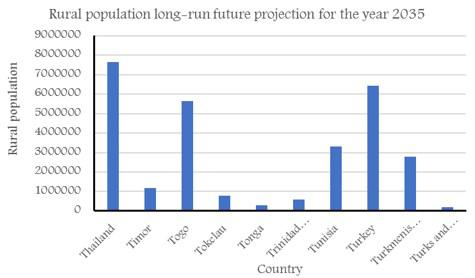 Rural population long-run future projection for the year 2035
9000000
8000000
7000000
6000000
5000000
4000000
3000000
2000000
1000000
0
Rural population
Thailand
Timor
Togo
Tokelau
Tonga
Trinidad...
Tunisia
Turkey
Turkmenis...
Turks and ...
Country